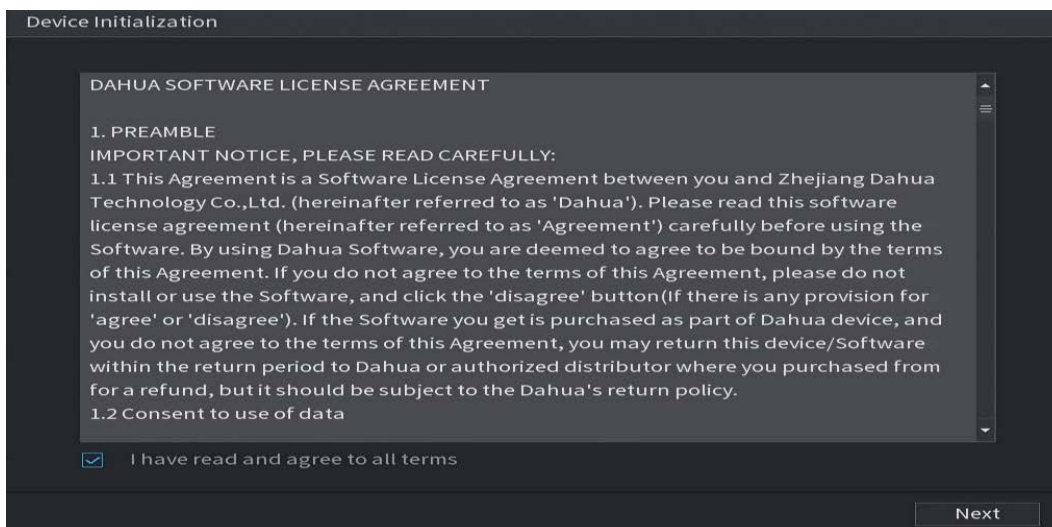 Device Initialization
DAHUA SOFTWARE LICENSE AGREEMENT
1. PREAMBLE
IMPORTANT NOTICE, PLEASE READ CAREFULLY:
1.1 This Agreement is a Software License Agreement between you and Zhejiang Dahua
Technology Co.,Ltd. (hereinafter referred to as 'Dahua'). Please read this software
license agreement (hereinafter referred to as 'Agreement') carefully before using the
Software. By using Dahua Software, you are deemed to agree to be bound by the terms
of this Agreement. If you do not agree to the terms of this Agreement, please do not
install or use the Software, and click the 'disagree' button(If there is any provision for
'agree' or 'disagree'). If the Software you get is purchased as part of Dahua device, and
you do not agree to the terms of this Agreement, you may return this device/Software
within the return period to Dahua or authorized distributor where you purchased from
for a refund, but it should be subject to the Dahua's return policy.
1.2 Consent to use of data
I have read and agree to all terms
Next